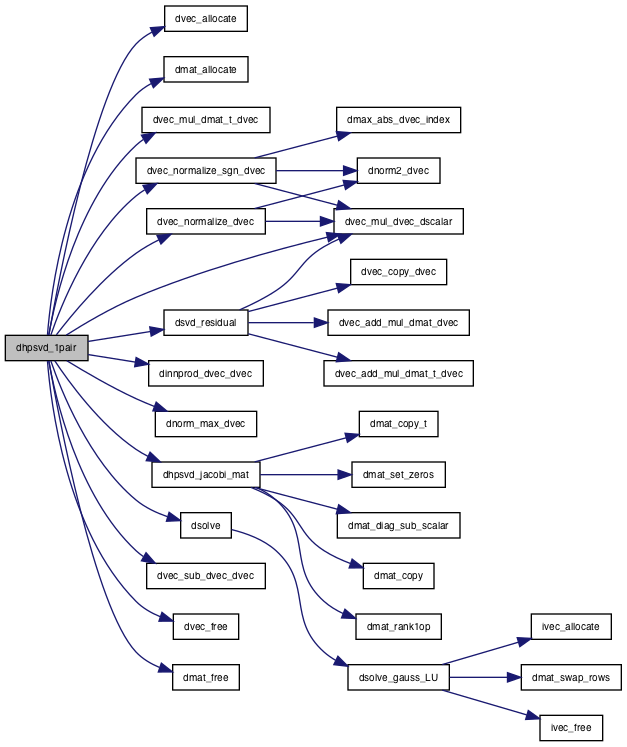 dvec_allocate
dmat_allocate
dvec_mul_dmat_t_dvec
dmax_abs_dvec_index
dvec_normalize_sgn_dvec
dnorm2_dvec
dvec_normalize_dvec
dvec_mul_dvec_dscalar
dvec_copy_dvec
dsvd_residual
dvec_add_mul_dmat_dvec
dhpsvd_1pair
dinnprod_dvec_dvec
dvec_add_mul_dmat_t_dvec
dnorm_max_dvec
dmat_copy_t
dhpsvd_jacobi_mat
dmat_set_zeros
dsolve
dmat_diag_sub_scalar
dvec_sub_dvec_dvec
dmat_copy
dvec_free
dmat_rank1op
ivec_allocate
dmat_free
dsolve_gauss_LU
dmat_swap_rows
ivec_free